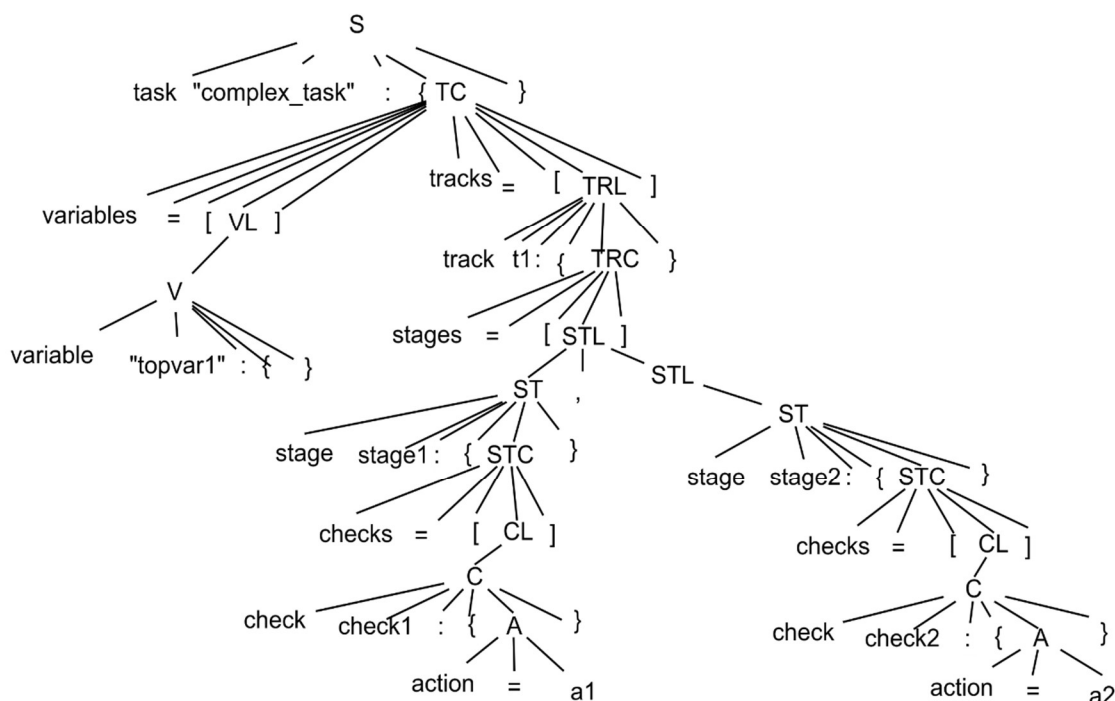 S
task "complex_task" : { TC }
variables = [ VL ] tracks = [ TRL ]
track t1 : { TRC }
V
stages = [ STL ]
variable "topvar1" : { }
ST , STL
ST
stage stage1 : { STC }
stage stage2 : { STC }
checks = [ CL ]
checks = [ CL ]
C
C
check check1 : { A }
check check2 : { A }
action = a1
action = a2